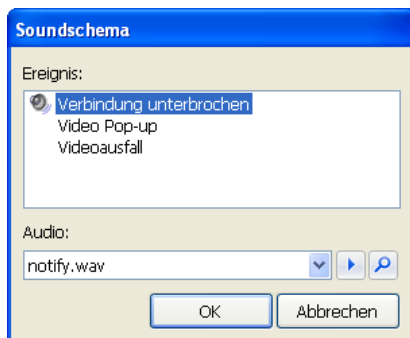 Soundschema
Ereignis:
Verbindung unterbrochen
Video Pop-up
Videoausfall
Audio:
notify.wav
OK
Abbrechen